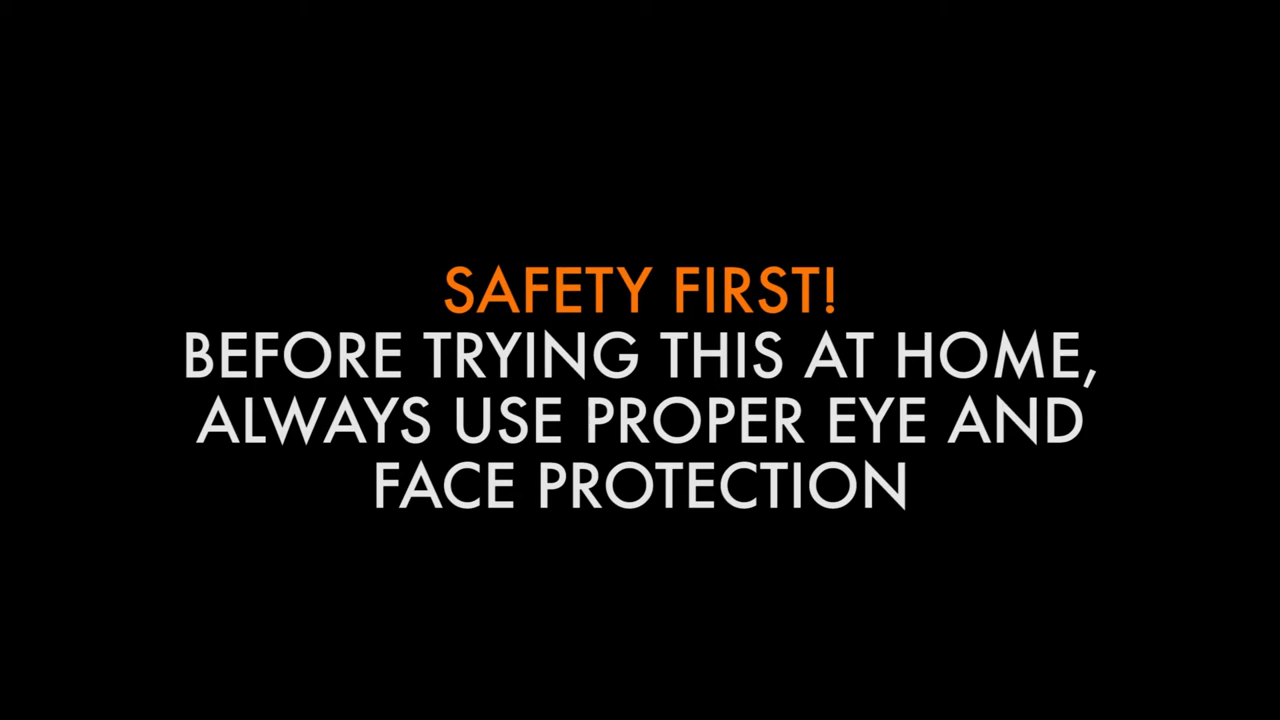 SAFETY FIRST!
BEFORE TRYING THIS AT HOME,
ALWAYS USE PROPER EYE AND
FACE PROTECTION